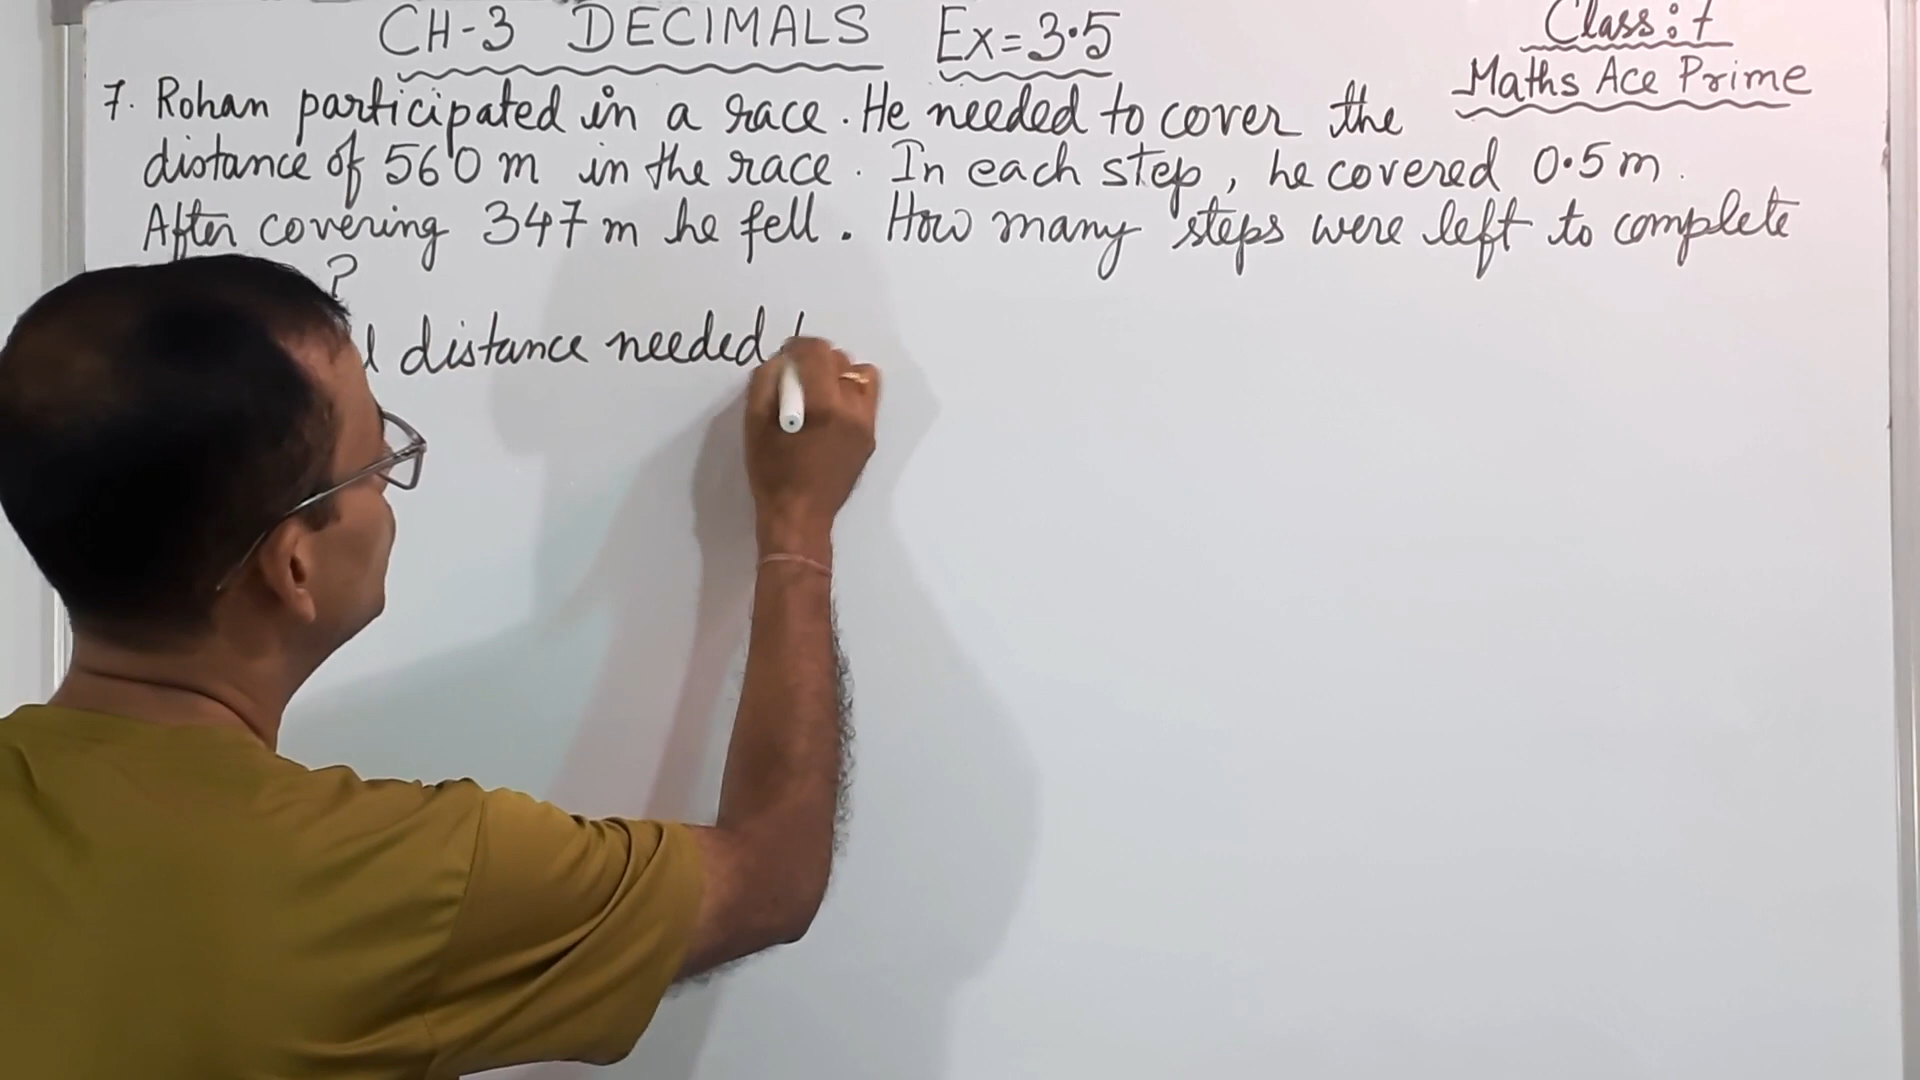 CH-3 DECIMALS Ex=3.5
Class: 7
Maths Ace Prime
7. Rohan participated in a race. He needed to cover the
distance of 560 m in the race. In each step, he covered 0.5 m.
After covering 347 m he fell. How many steps were left to complete
?
distance needed